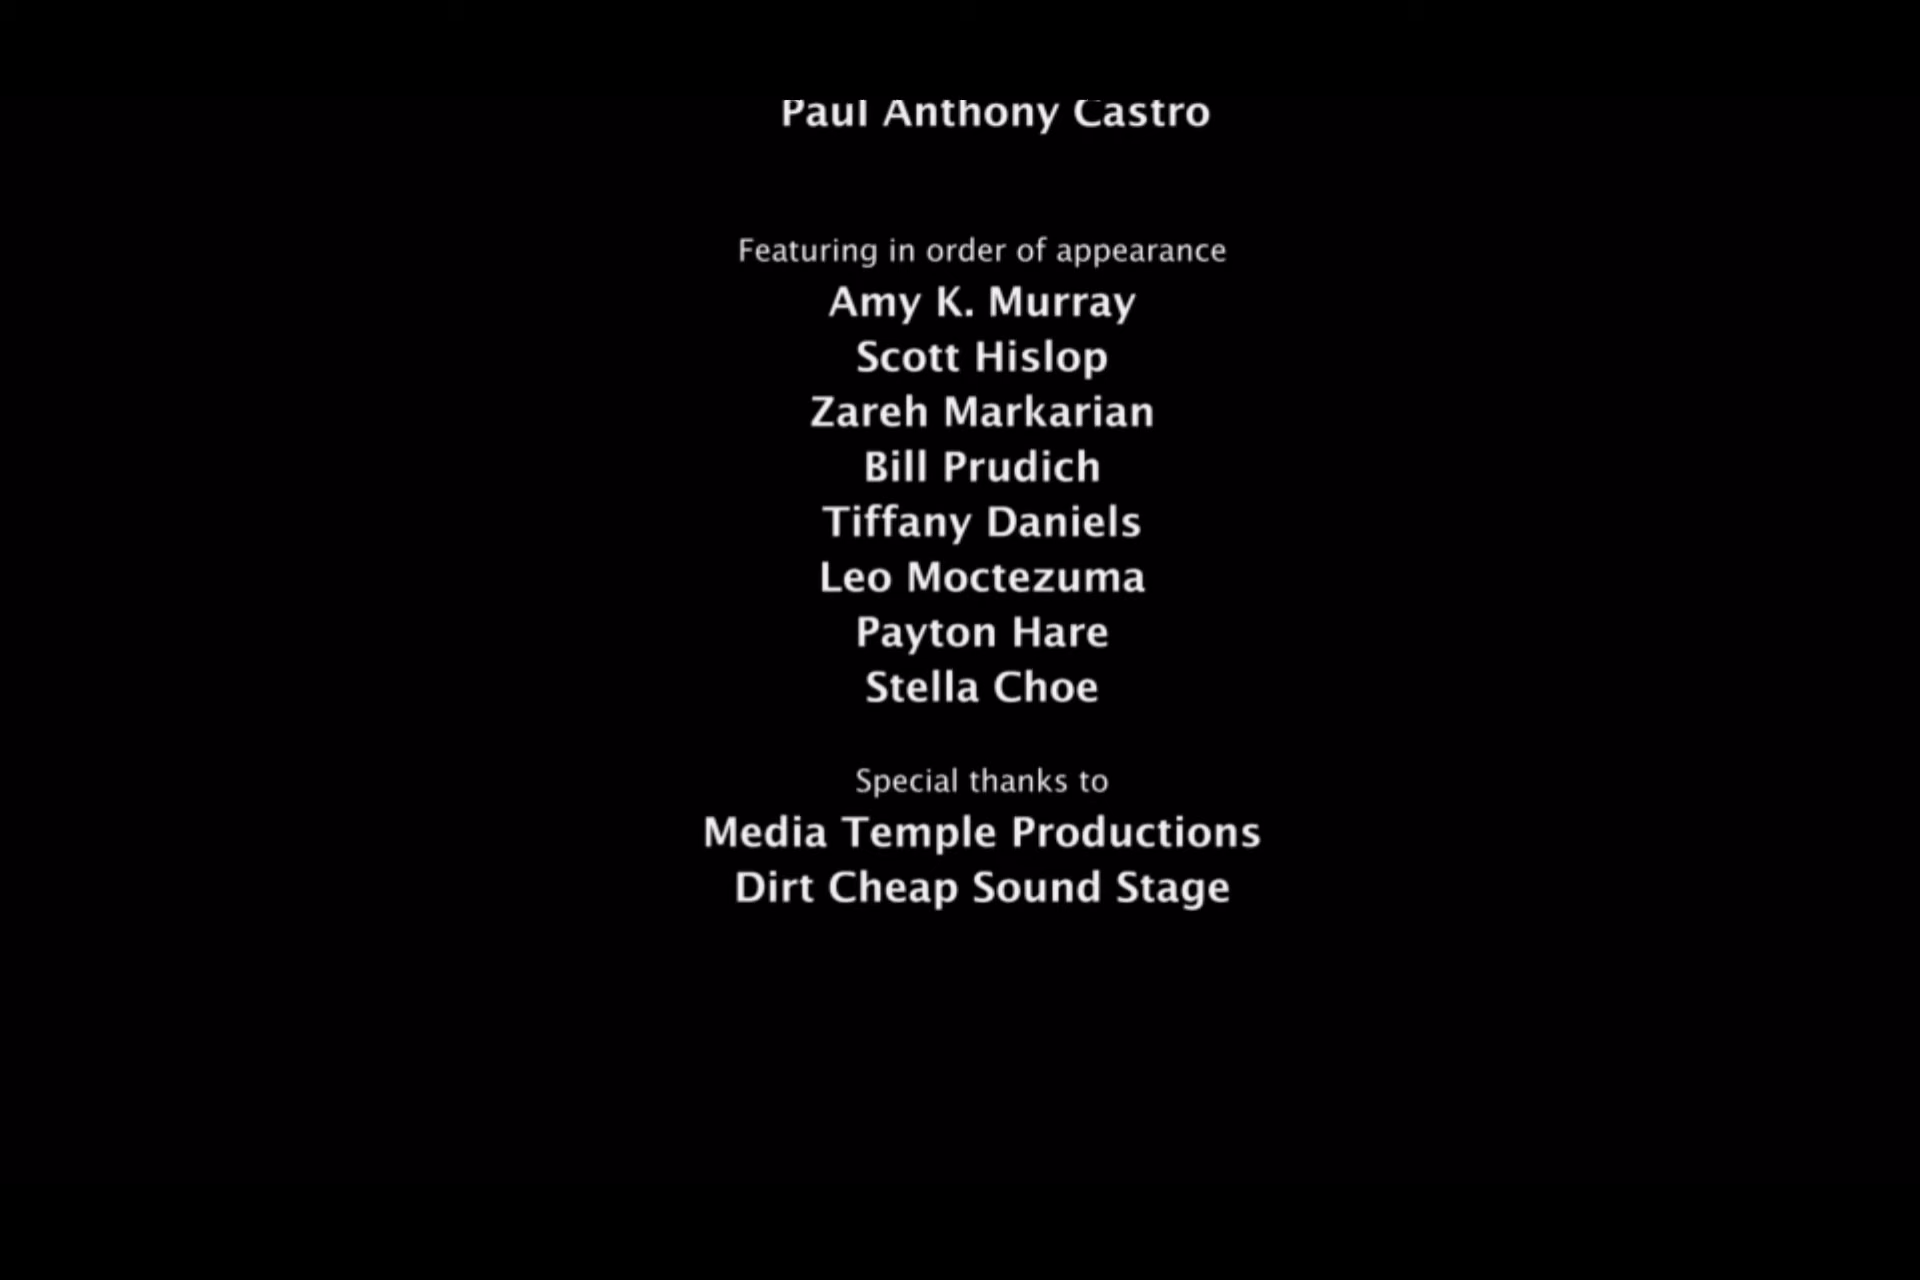 Paul Anthony Castro
Featuring in order of appearance
Amy K. Murray
Scott Hislop
Zareh Markarian
Bill Prudich
Tiffany Daniels
Leo Moctezuma
Payton Hare
Stella Choe
Special thanks to
Media Temple Productions
Dirt Cheap Sound Stage